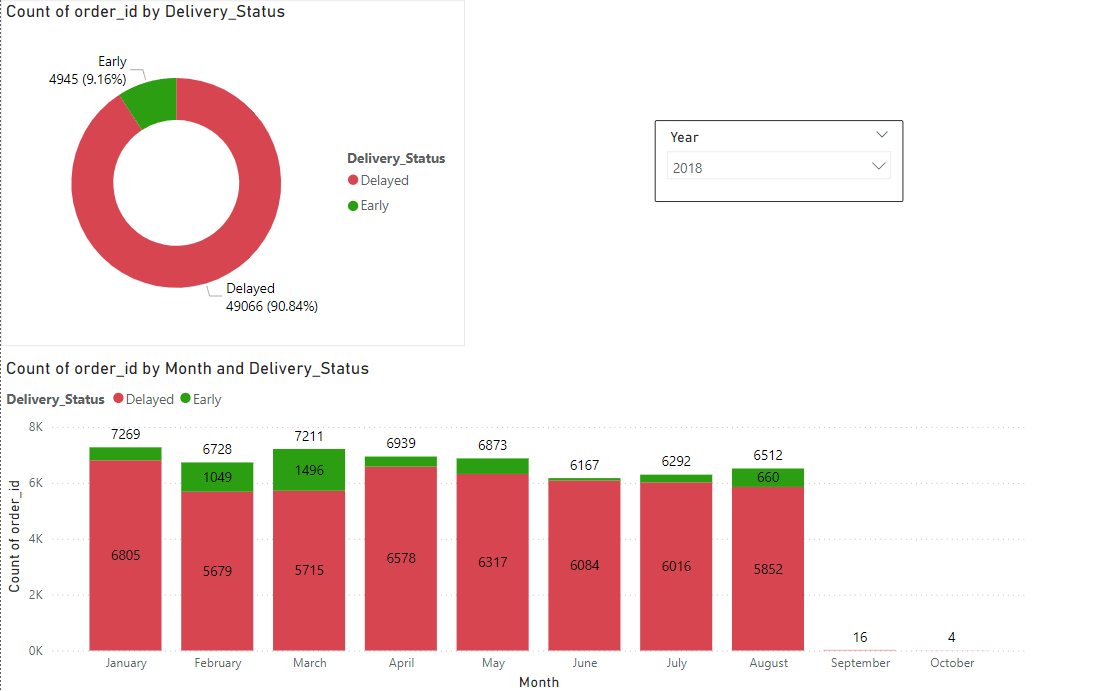 Count of order_id by Delivery_Status
Early
4945 (9.16%)
Delivery_Status
Delayed
Early
Delayed
49066 (90.84%)
Year
2018
Count of order_id by Month and Delivery_Status
Delivery_Status Delayed Early
Count of order_id
8K
6K
4K
2K
0K
7269 6728 7211 6939 6873 6167 6292 6512 16 4
1049 1496 660
6805 5679 5715 6578 6317 6084 6016 5852
January February March April May June July August September October
Month